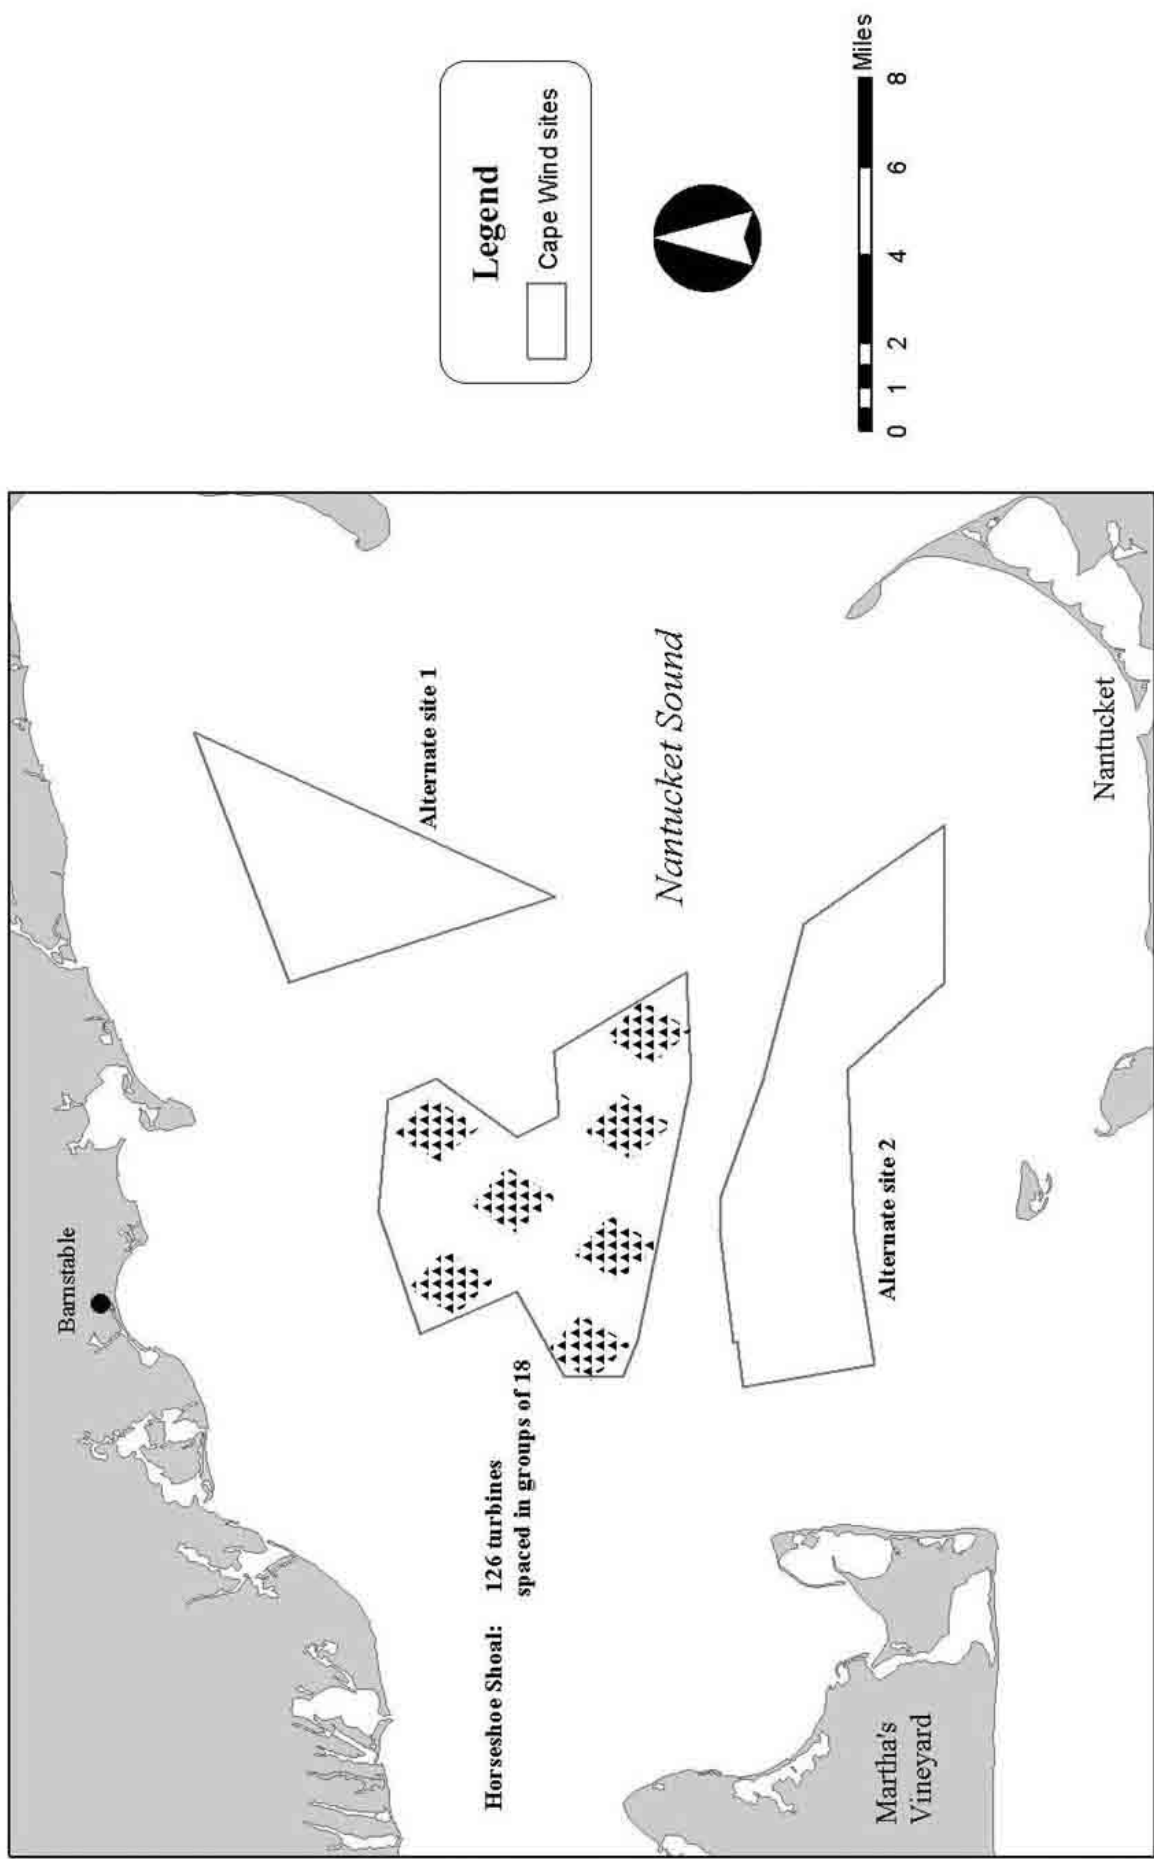 Barnstable
Alternate site 1
Horseshoe Shoal: 126 turbines
spaced in groups of 18
Nantucket Sound
Alternate site 2
Martha's
Vineyard
Nantucket
Legend
Cape Wind sites
0 1 2 4 6 8
Miles